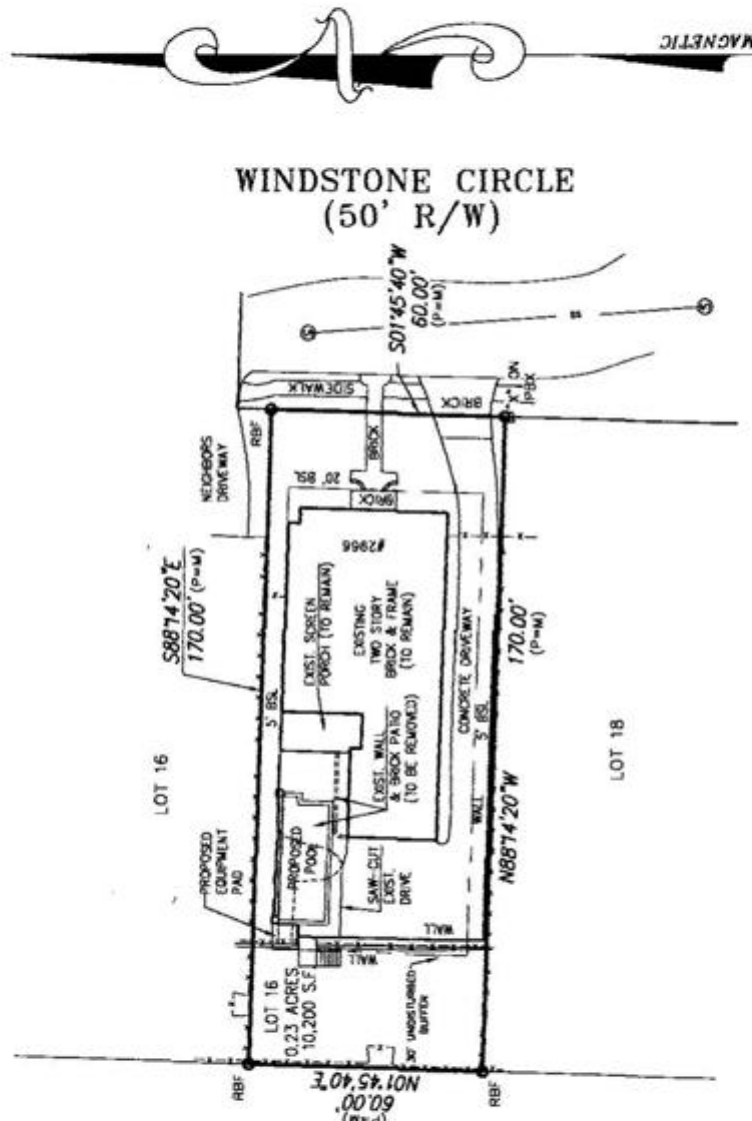 MAGNETIC
N
WINDSTONE CIRCLE
(50' R/W)
S01°45'40"W
60.00'
(P=M)
S
S
SIDEWALK
BRICK
"X" ON
JPBX
RBF
NEIGHBORS
DRIVEWAY
BRICK
20' BSL
BRICK
#2966
S88°14'20"E
170.00' (P=M)
EXIST. SCREEN
PORCH (TO REMAIN)
EXISTING
TWO STORY
BRICK & FRAME
(TO REMAIN)
CONCRETE DRIVEWAY
170.00'
(P=M)
5' BSL
5' BSL
LOT 16
EXIST. WALL
& BRICK PATIO
(TO BE REMOVED)
WALL
N88°14'20"W
LOT 18
PROPOSED
EQUIPMENT
PAD
PROPOSED
POOL
SAW-CUT
EXIST.
DRIVE
WALL
WALL
LOT 16
0.23 ACRES
10,200 S.F
30' UNDISTURBED
BUFFER
RBF
N01°45'40"E
60.00'
(P=M)
RBF